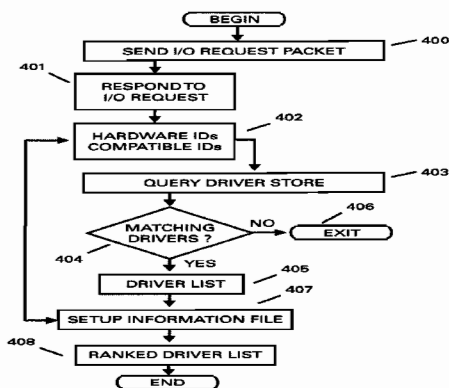 BEGIN
SEND I/O REQUEST PACKET
400
401
RESPOND TO
I/O REQUEST
402
HARDWARE IDs
COMPATIBLE IDs
403
QUERY DRIVER STORE
MATCHING
DRIVERS ?
404
NO
406
EXIT
YES
405
DRIVER LIST
407
SETUP INFORMATION FILE
408
RANKED DRIVER LIST
END